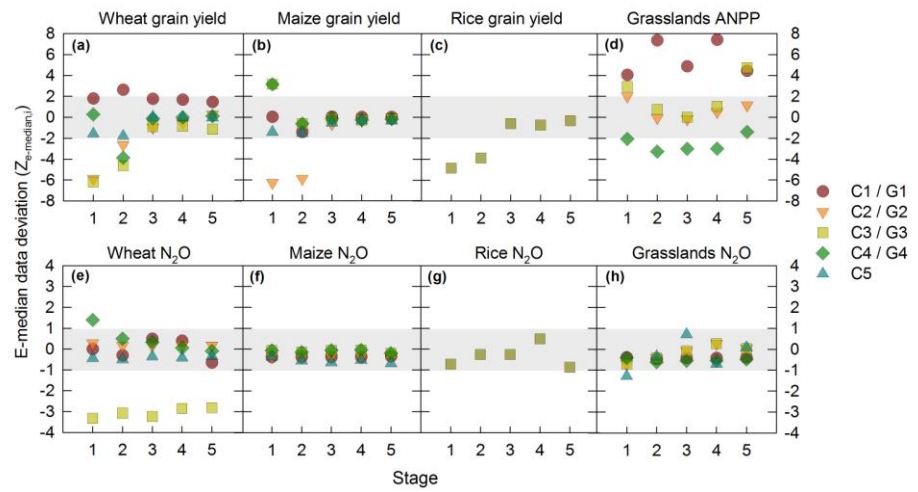 Wheat grain yield Maize grain yield Rice grain yield Grasslands ANPP
(a) (b) (c) (d)
8 8
6 6
4 4
2 2
0 0
-2 -2
-4 -4
-6 -6
-8 -8
1 2 3 4 5 1 2 3 4 5 1 2 3 4 5 1 2 3 4 5
E-median data deviation (Ze-median,)
C1 / G1
C2 / G2
C3 / G3
C4 / G4
C5
Wheat N2O Maize N2O Rice N2O Grasslands N2O
(e) (f) (g) (h)
4 4
3 3
2 2
1 1
0 0
-1 -1
-2 -2
-3 -3
-4 -4
1 2 3 4 5 1 2 3 4 5 1 2 3 4 5 1 2 3 4 5
Stage